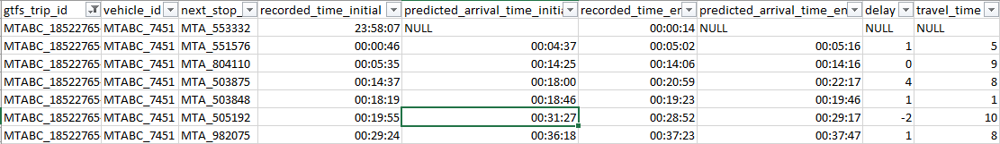 gtfs_trip_id vehicle_id next_stop_ recorded_time_initial predicted_arrival_time_initi recorded_time_en predicted_arrival_time_en delay travel_time
MTABC_18522765 MTABC_7451 MTA_553332 23:58:07 NULL 00:00:14 NULL NULL NULL
MTABC_18522765 MTABC_7451 MTA_551576 00:00:46 00:04:37 00:05:02 00:05:16 1 5
MTABC_18522765 MTABC_7451 MTA_804110 00:05:35 00:14:25 00:14:06 00:14:16 0 9
MTABC_18522765 MTABC_7451 MTA_503875 00:14:37 00:18:00 00:20:59 00:22:17 4 8
MTABC_18522765 MTABC_7451 MTA_503848 00:18:19 00:18:46 00:19:23 00:19:46 1 1
MTABC_18522765 MTABC_7451 MTA_505192 00:19:55 00:31:27 00:28:52 00:29:17 -2 10
MTABC_18522765 MTABC_7451 MTA_982075 00:29:24 00:36:18 00:37:23 00:37:47 1 8